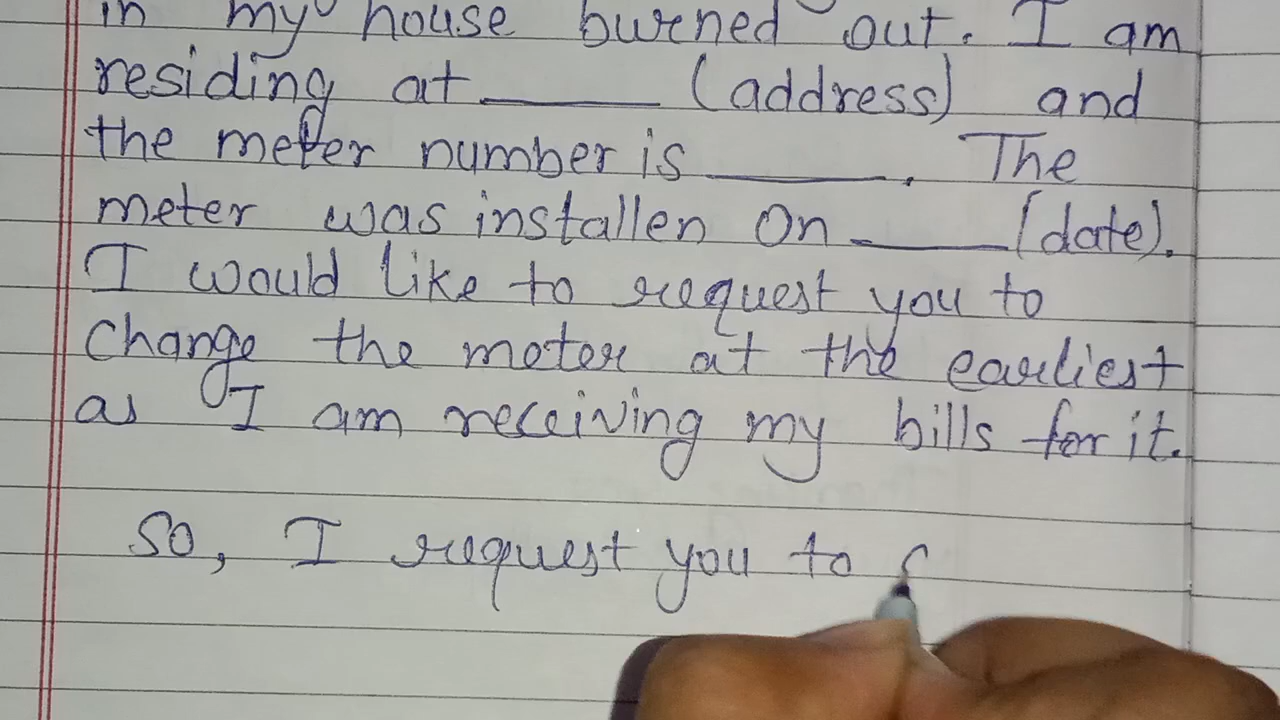 in my house burned out. I am
residing at ______ (address) and
the meter number is ______. The
meter was installen on ______ (date).
I would like to request you to
change the meter at the earliest
as I am receiving my bills for it.
So, I request you to